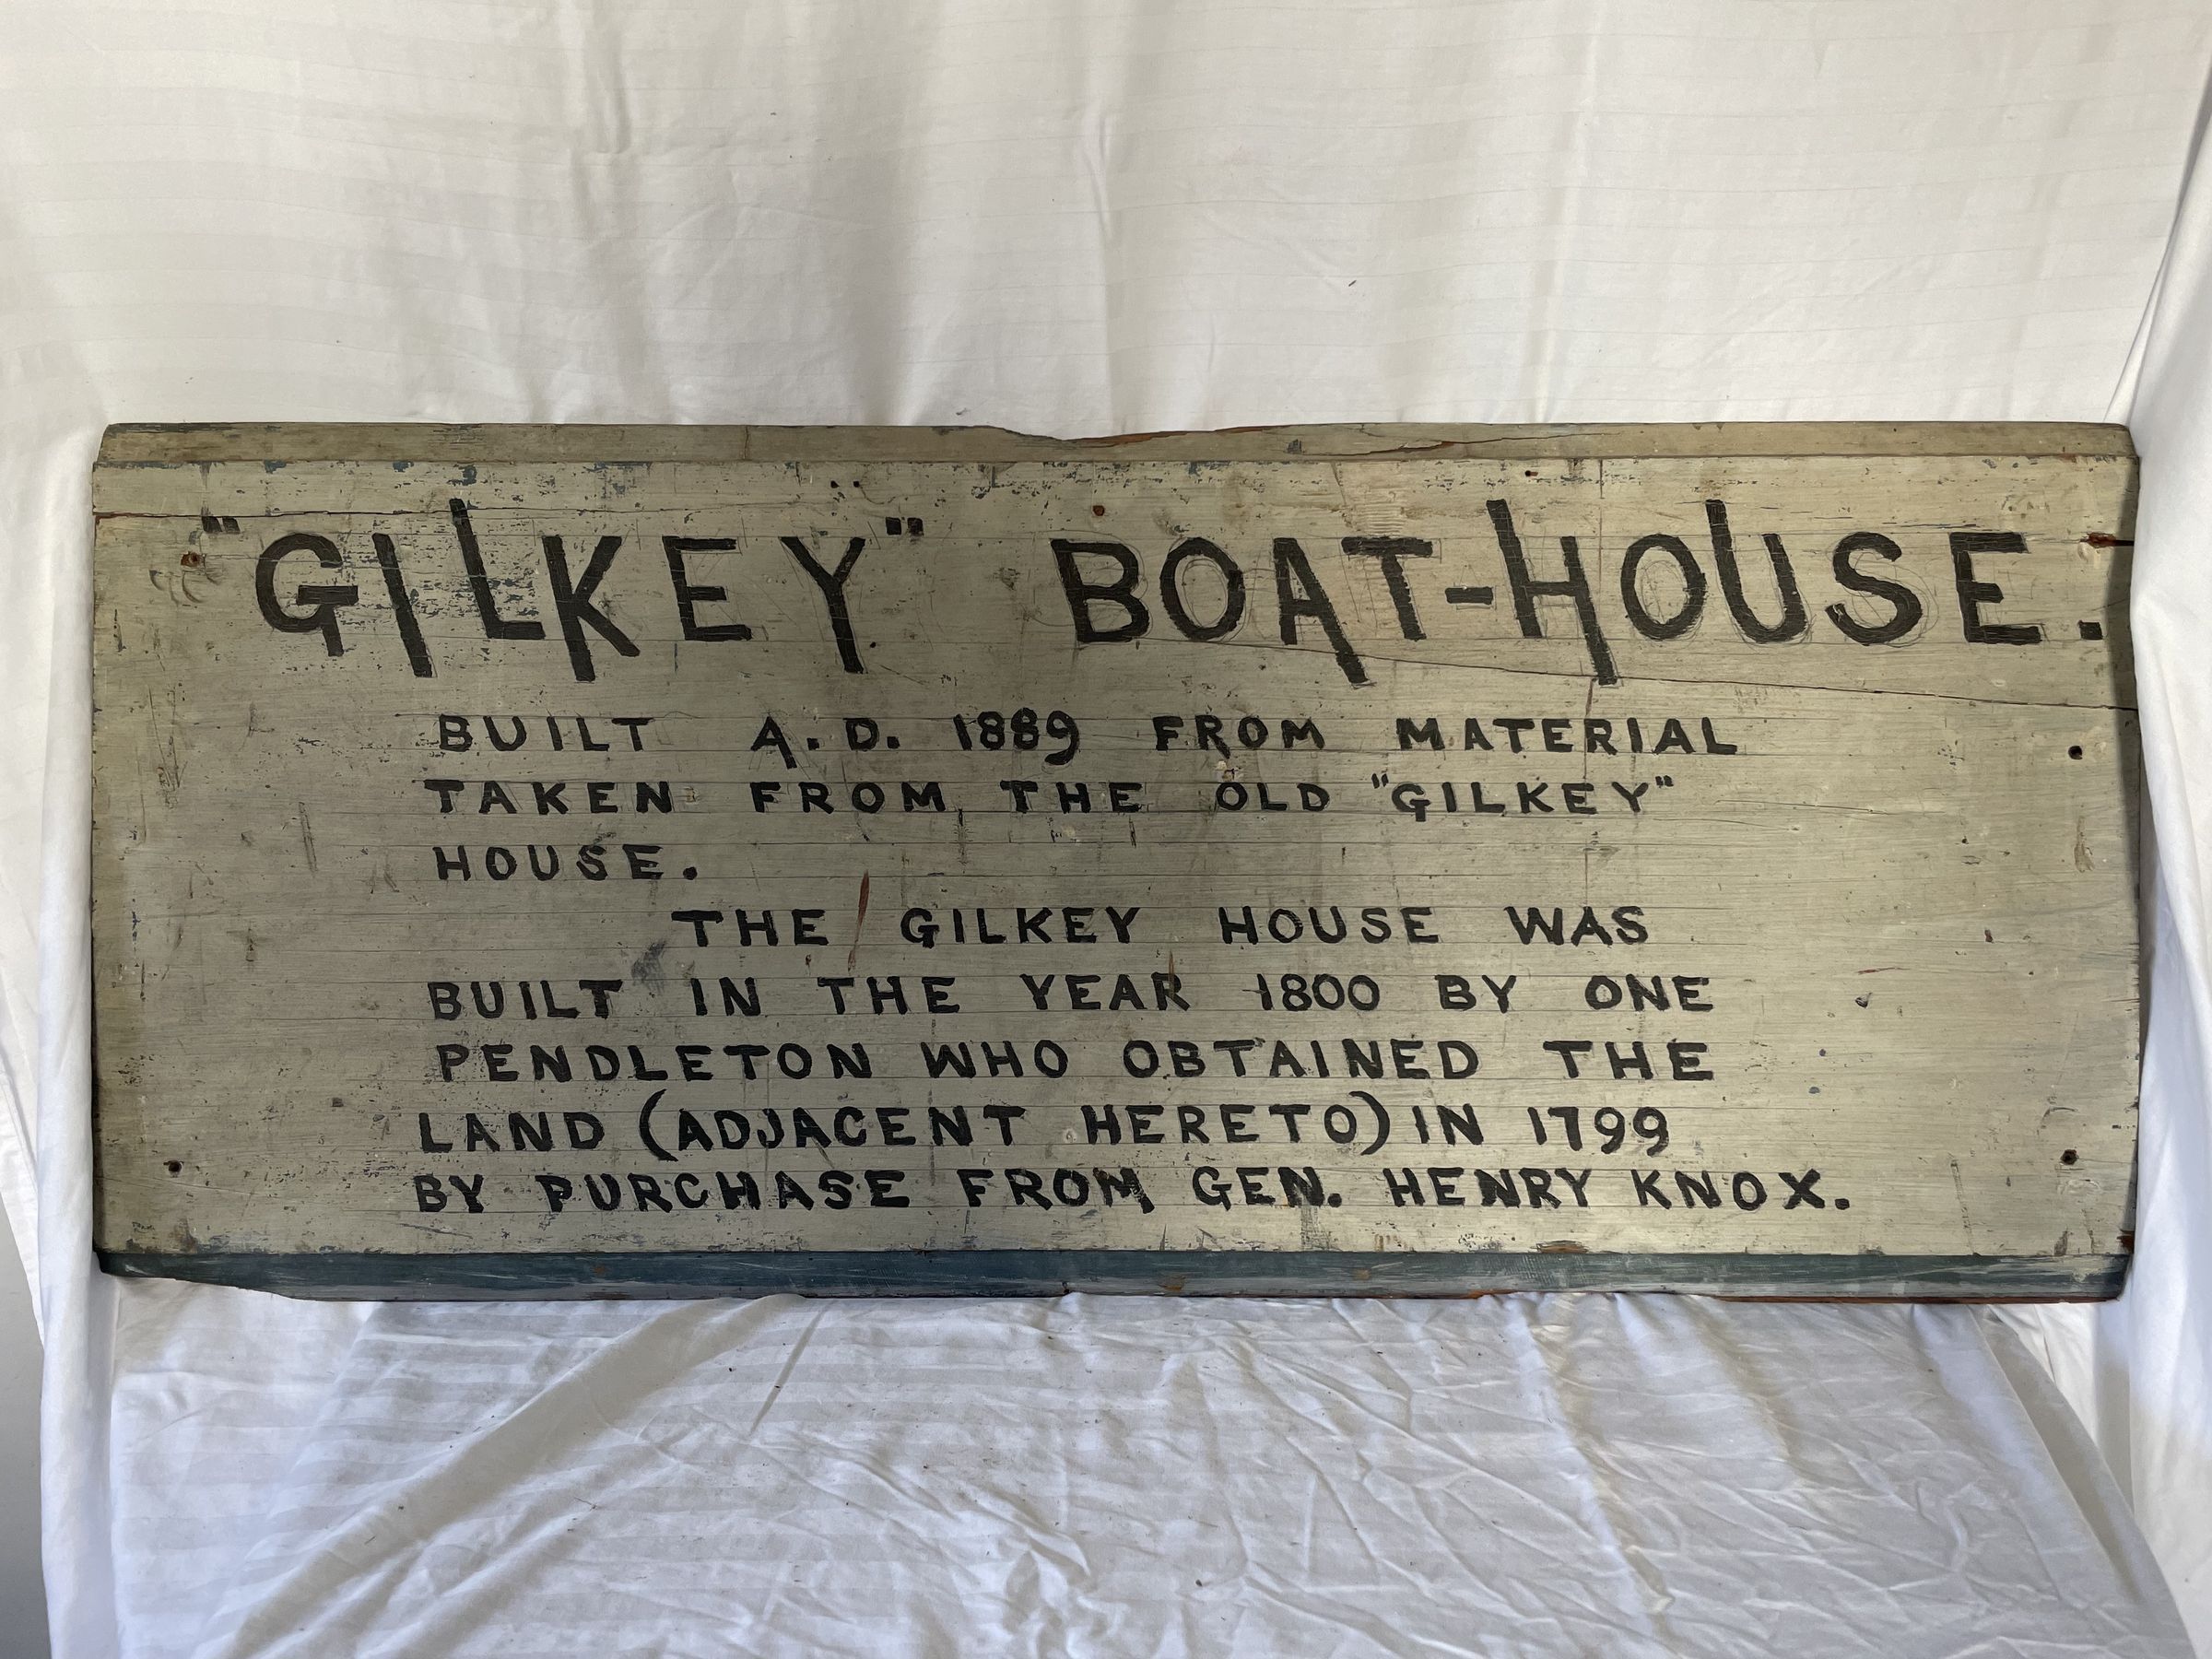 "GILKEY" BOAT-HOUSE.
BUILT A.D. 1889 FROM MATERIAL
TAKEN FROM THE OLD "GILKEY"
HOUSE.
THE GILKEY HOUSE WAS
BUILT IN THE YEAR 1800 BY ONE
PENDLETON WHO OBTAINED THE
LAND (ADJACENT HERETO) IN 1799
BY PURCHASE FROM GEN. HENRY KNOX.